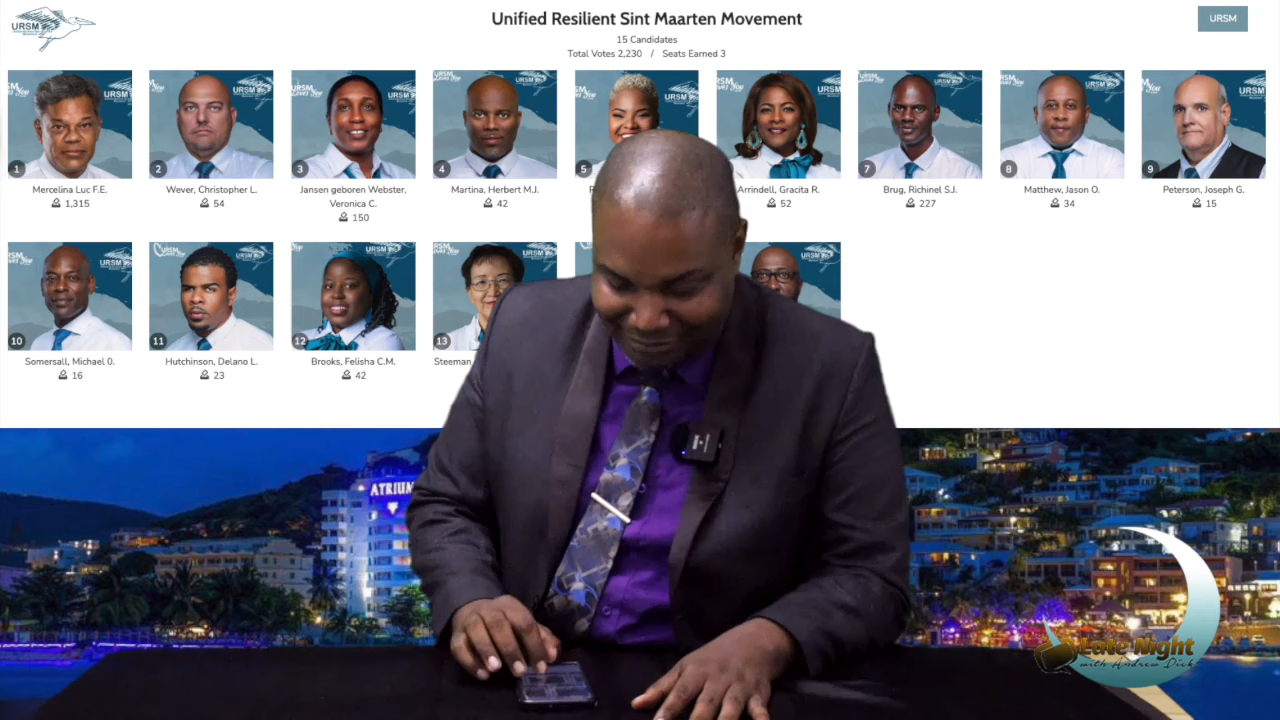 Unified Resilient Sint Maarten Movement
URSM
URSM
15 Candidates
Total Votes 2,230 / Seats Earned 3
1
2
3
4
5
7
8
9
Mercelina Luc F.E.
1,315
Wever, Christopher L.
54
Jansen geboren Webster,
Veronica C.
150
Martina, Herbert M.J.
42
Arrindell, Gracita R.
52
Brug, Richinel S.J.
227
Matthew, Jason O.
34
Peterson, Joseph G.
15
10
11
12
13
Somersall, Michael O.
16
Hutchinson, Delano L.
23
Brooks, Felisha C.M.
42
Steeman
ATRIUM
Late Night
with Andrew Dick